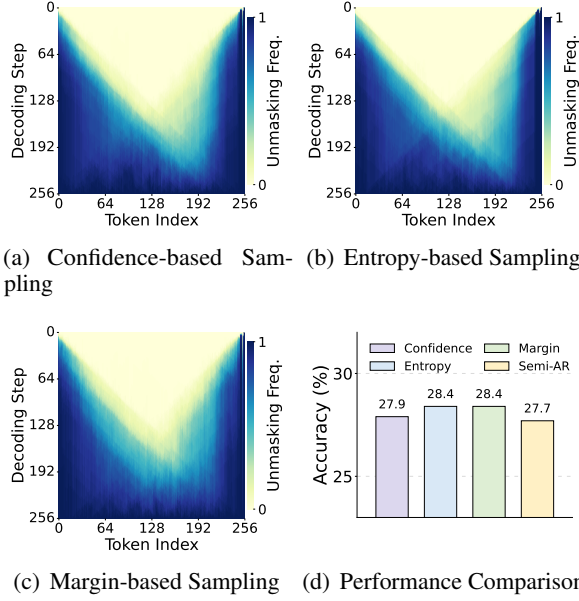 0
64
128
192
256
Decoding Step
0 64 128 192 256
Token Index
1
0
Unmasking Freq.
0
64
128
192
256
Decoding Step
0 64 128 192 256
Token Index
1
0
Unmasking Freq.
(a) Confidence-based Sam-
pling
(b) Entropy-based Sampling
0
64
128
192
256
Decoding Step
0 64 128 192 256
Token Index
1
0
Unmasking Freq.
Confidence Margin
Entropy Semi-AR
30
25
Accuracy (%)
27.9 28.4 28.4 27.7
(c) Margin-based Sampling
(d) Performance Comparison